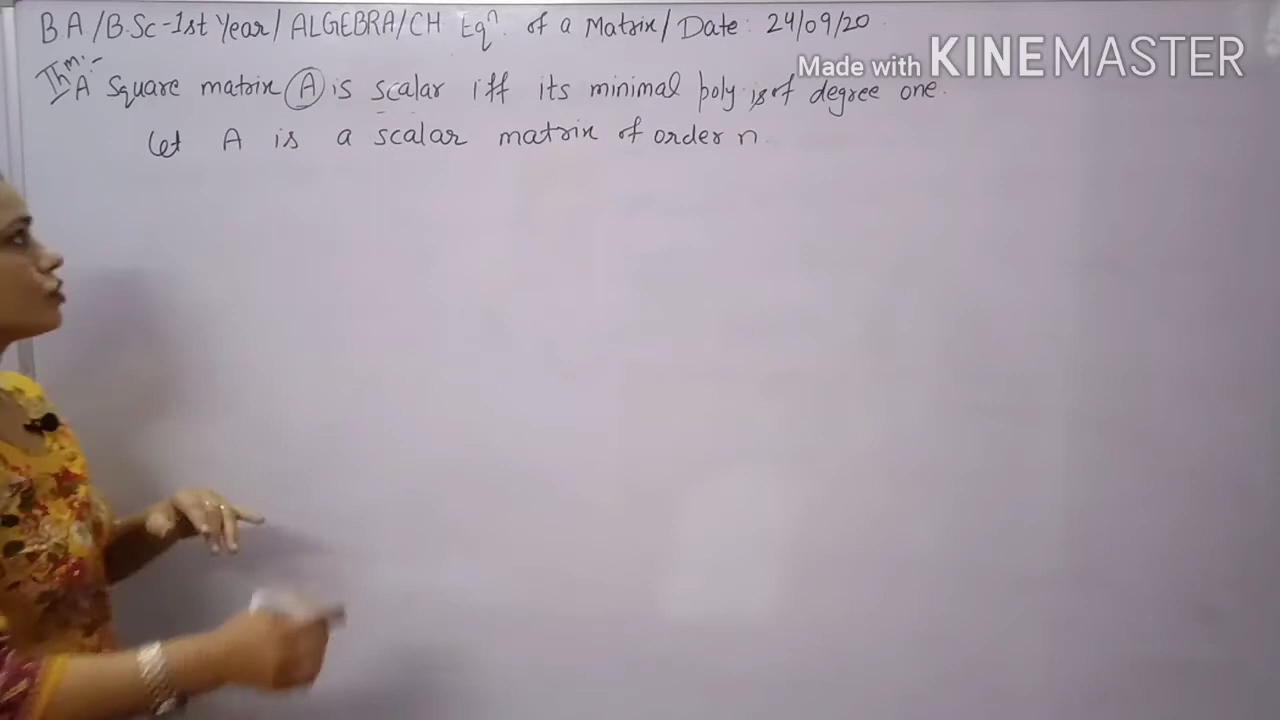 B.A/B.Sc-1st Year/ALGEBRA/CH Eqⁿ. of a Matrix/Date: 24/09/20
Made with KINEMASTER
Thm:- A Square matrix A is scalar iff its minimal poly. is of degree one.
Let A is a scalar matrix of order n